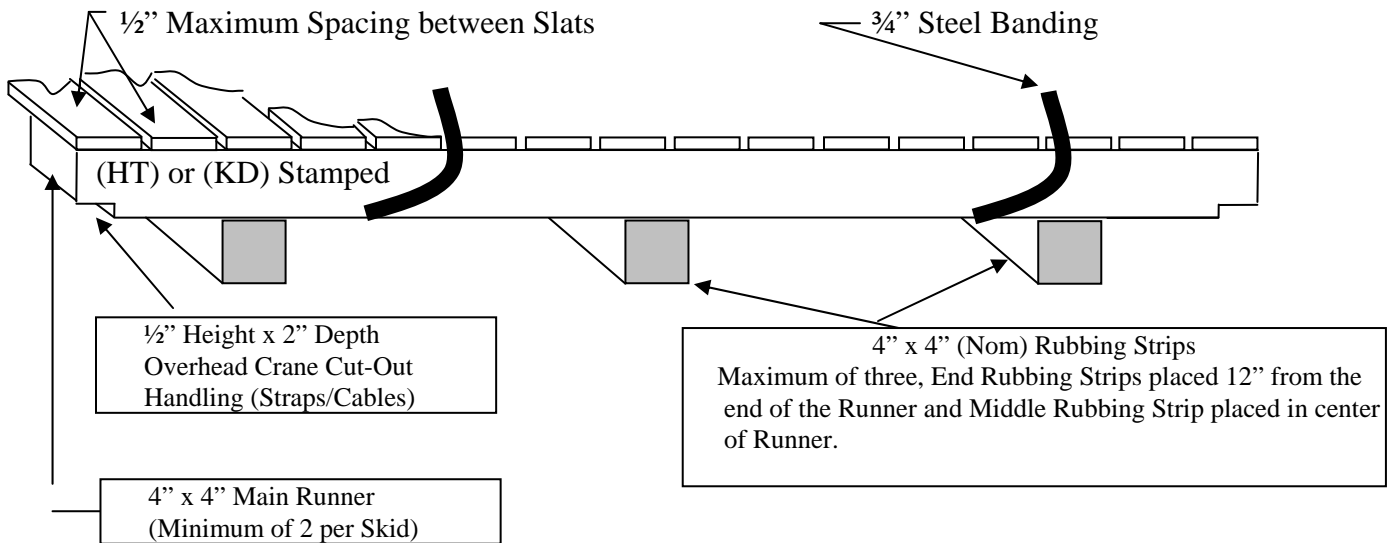 ½” Maximum Spacing between Slats
¾” Steel Banding
(HT) or (KD) Stamped
½” Height x 2” Depth
Overhead Crane Cut-Out
Handling (Straps/Cables)
4” x 4” (Nom) Rubbing Strips
Maximum of three, End Rubbing Strips placed 12” from the
end of the Runner and Middle Rubbing Strip placed in center
of Runner.
4” x 4” Main Runner
(Minimum of 2 per Skid)